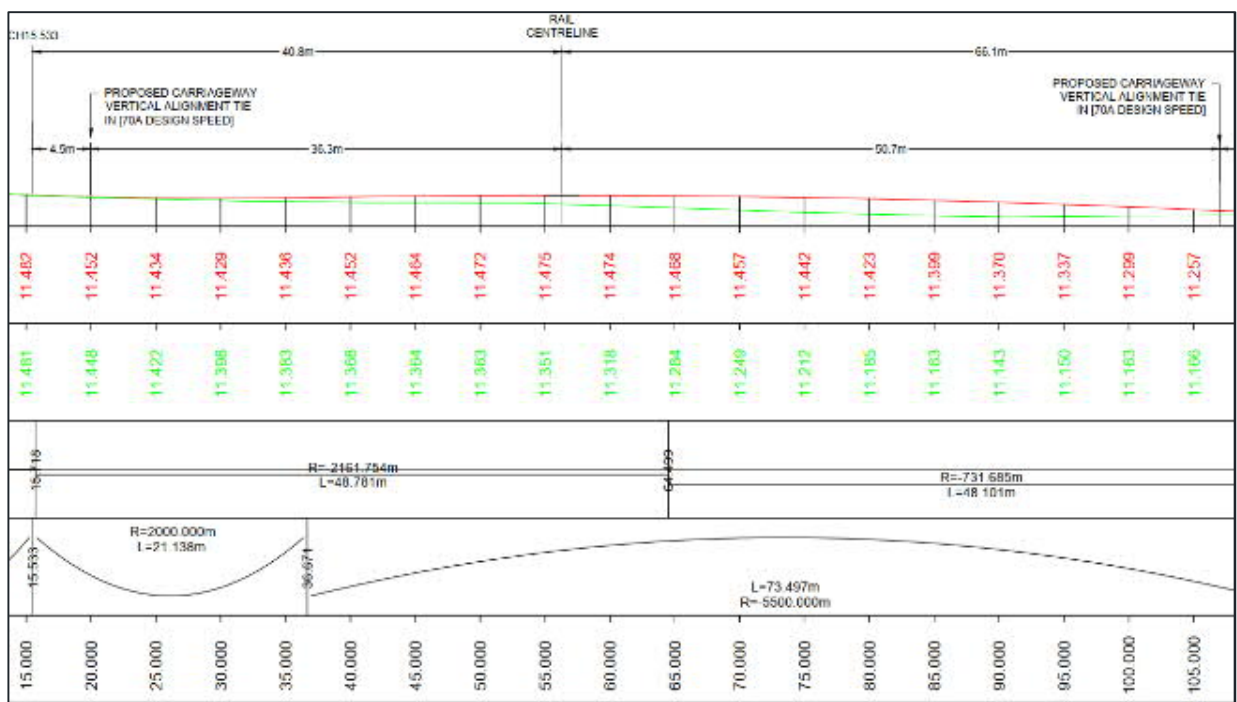 CH15.533
RAIL
CENTRELINE
40.8m
66.1m
PROPOSED CARRIAGEWAY
VERTICAL ALIGNMENT TIE
IN [70A DESIGN SPEED]
PROPOSED CARRIAGEWAY
VERTICAL ALIGNMENT TIE
IN [70A DESIGN SPEED]
4.5m
36.3m
50.7m
11.482 11.452 11.434 11.429 11.436 11.452 11.464 11.472 11.475 11.474 11.468 11.457 11.442 11.423 11.399 11.370 11.337 11.299 11.257
11.481 11.448 11.422 11.398 11.383 11.368 11.364 11.363 11.351 11.318 11.284 11.249 11.212 11.185 11.163 11.143 11.150 11.163 11.166
15.718
R=-2161.754m
L=48.781m
64.499
R=-731.685m
L=48.101m
15.533
R=2000.000m
L=21.138m
36.671
L=73.497m
R=-5500.000m
15.000 20.000 25.000 30.000 35.000 40.000 45.000 50.000 55.000 60.000 65.000 70.000 75.000 80.000 85.000 90.000 95.000 100.000 105.000